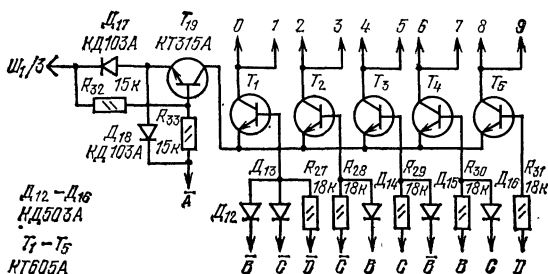 Д17 Т19 0 1 2 3 4 5 6 7 8 9
КД103А КТ315А
Ш1/3
R32 15к
Т1 Т2 Т3 Т4 Т5
R33
15к
Д18
КД103А
Ā
Д13 R27 R28 R29 R30 R31
18к 18к 18к 18к 18к
Д12 Д14 Д15 Д16
B̄ C̄ D̄ C̄ B C B̄ B C D
Д12–Д16
КД503А
Т1–Т5
КТ605А